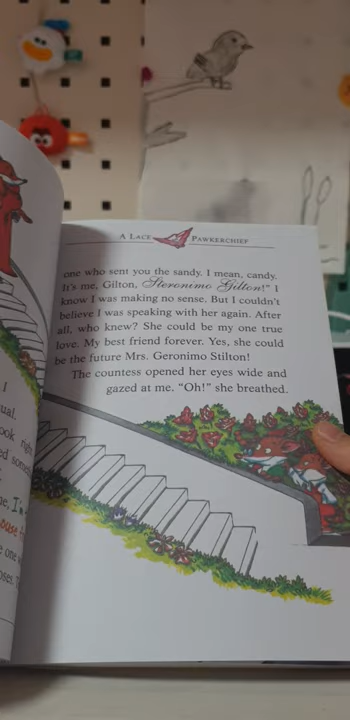 I
ual.
A Lace Pawkerchief
one who sent you the sandy. I mean, candy.
It's me, Gilton, Steronimo Gilton!" I
know I was making no sense. But I couldn't
believe I was speaking with her again. After
all, who knew? She could be my one true
love. My best friend forever. Yes, she could
be the future Mrs. Geronimo Stilton!
The countess opened her eyes wide and
gazed at me. "Oh!" she breathed.